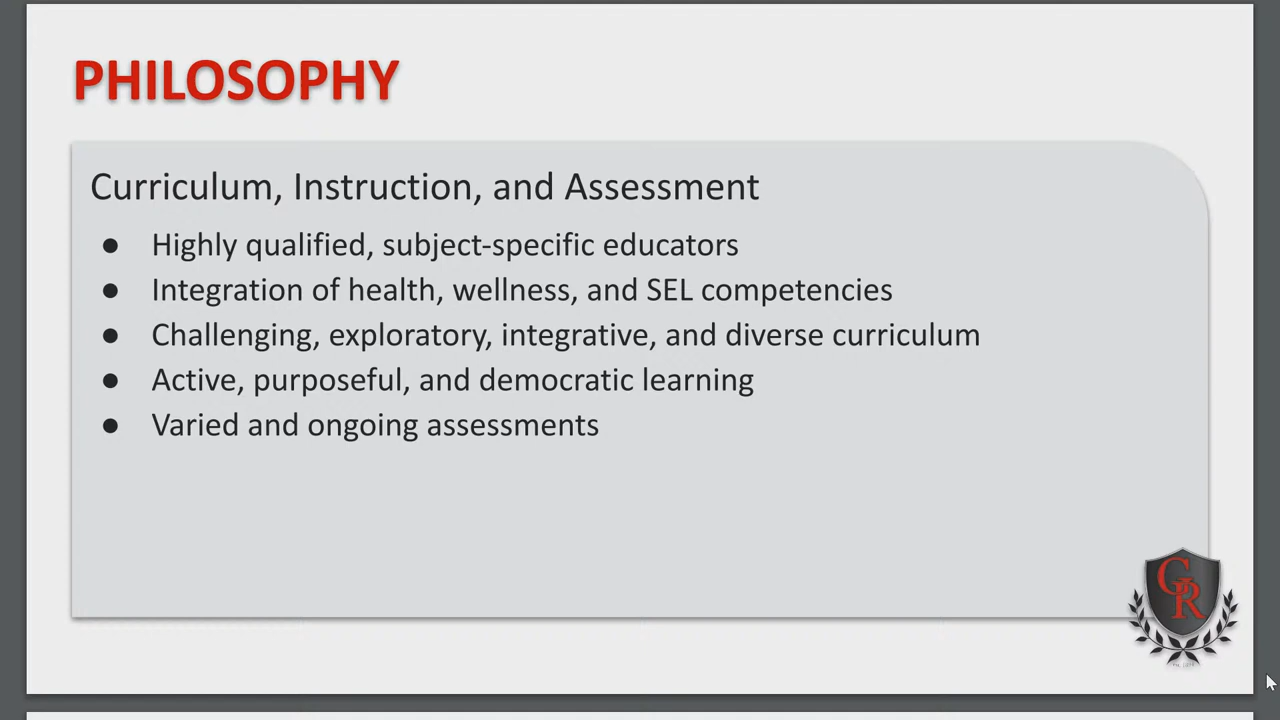 PHILOSOPHY
Curriculum, Instruction, and Assessment
● Highly qualified, subject-specific educators
● Integration of health, wellness, and SEL competencies
● Challenging, exploratory, integrative, and diverse curriculum
● Active, purposeful, and democratic learning
● Varied and ongoing assessments